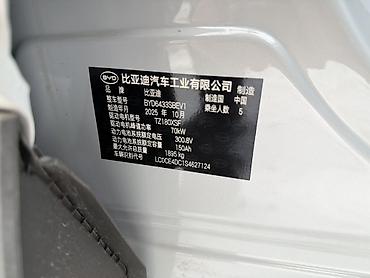 BYD 比亚迪汽车工业有限公司 制造
品牌 比亚迪 制造国 中国
整车型号 BYD6433SBEV1 乘坐人数 5
制造年月 2025 年 10月
驱动电机型号 TZ180XSF
驱动电机峰值功率 70kW
动力电池系统额定电压 300.8V
动力电池系统额定容量 150Ah
最大允许总质量 1895 kg
车辆识别代号 LC0CE4DC1S4627124